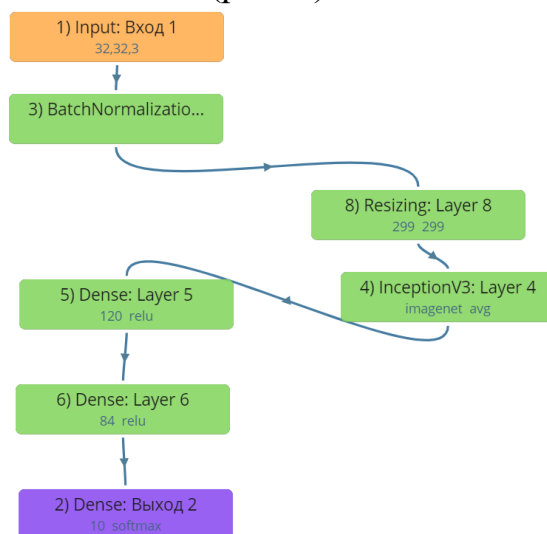 1) Input: Вход 1
32,32,3
3) BatchNormalizatio...
8) Resizing: Layer 8
299 299
4) InceptionV3: Layer 4
imagenet avg
5) Dense: Layer 5
120 relu
6) Dense: Layer 6
84 relu
2) Dense: Выход 2
10 softmax